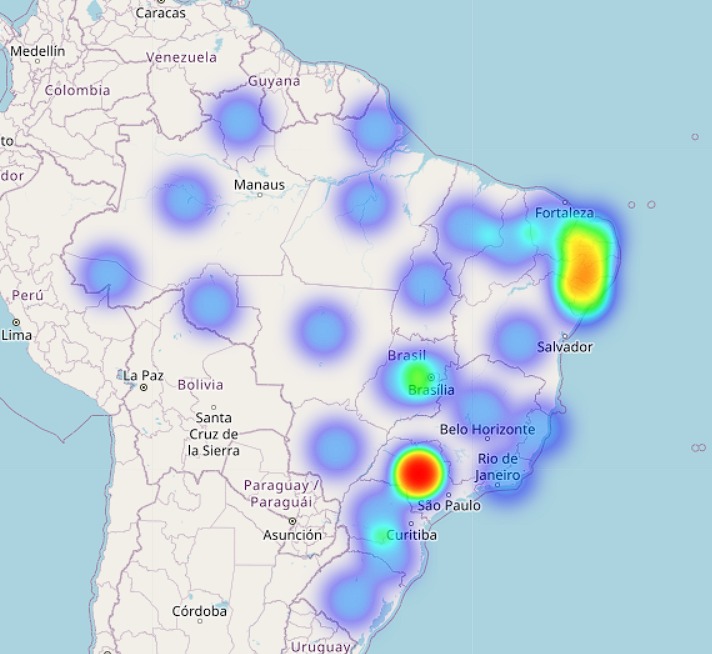 Caracas
Medellín
Venezuela
Guyana
Colombia
to
dor
Manaus
Fortaleza
Perú
Lima
Salvador
Brasil
La Paz
Bolivia
Brasília
Santa
Cruz de
la Sierra
Belo Horizonte
Rio de
Janeiro
Paraguay /
Paraguái
São Paulo
Asunción
Curitiba
Córdoba
Uruguay